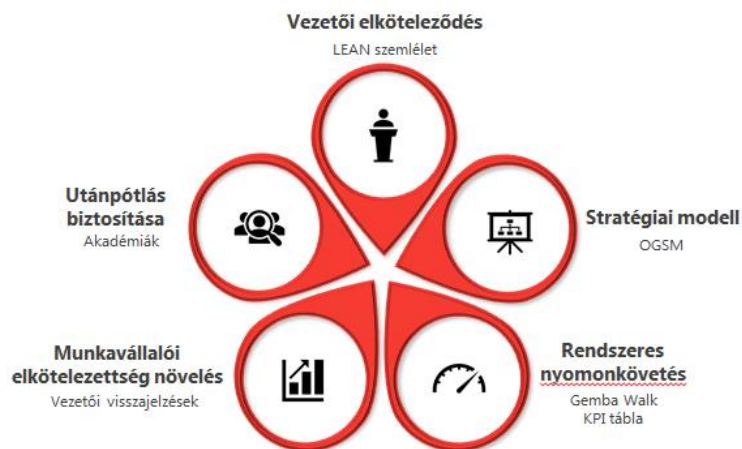 Vezetői elköteleződés
LEAN szemlélet
Utánpótlás
biztosítása
Akadémiák
Stratégiai modell
OGSM
Munkavállalói
elkötelezettség növelés
Vezetői visszajelzések
Rendszeres
nyomonkövetés
Gemba Walk
KPI tábla